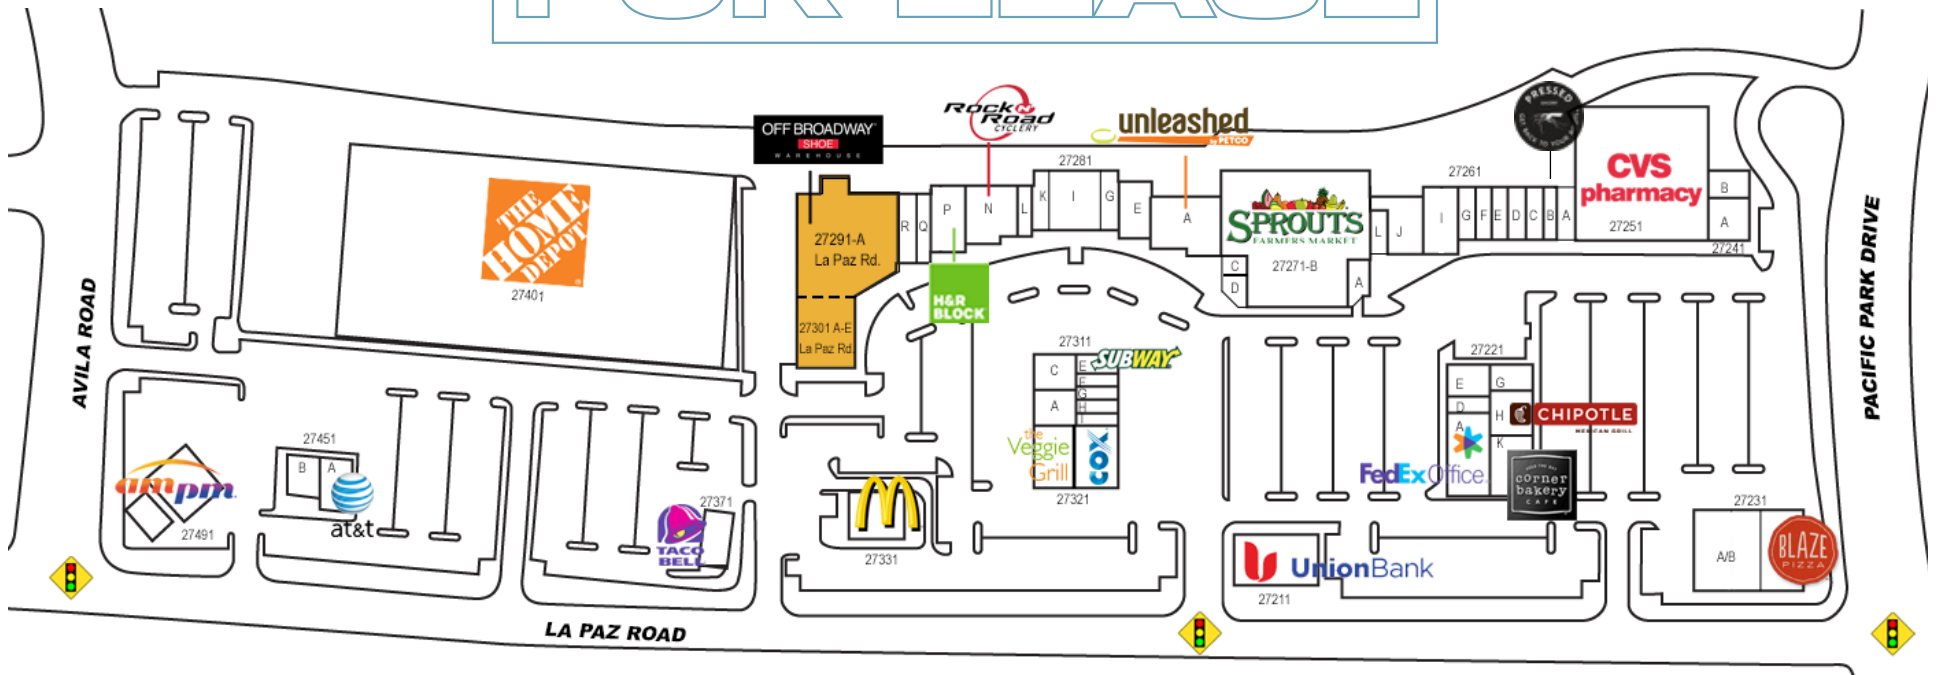 FOR LEASE
PRESSED
Rock N
Road
CYCLERY
unleashed
by PETCO
OFF BROADWAY
SHOE
WAREHOUSE
27281
27261
CVS
pharmacy
27251
B
A
27241
THE
HOME
DEPOT
27401
27291-A
La Paz Rd.
27301 A-E
La Paz Rd.
R
Q
P
N
L
K
I
G
E
A
H&R
BLOCK
SPROUTS
FARMERS MARKET
27271-B
C
D
A
L
J
I
G
F
E
D
C
B
A
AVILA ROAD
PACIFIC PARK DRIVE
27311
C
E
F
G
H
I
A
SUBWAY
the
Veggie
Grill
COX
27321
27221
E
G
D
H
A
K
CHIPOTLE
MEXICAN GRILL
FedEx Office
corner
bakery
CAFE
27451
B
A
at&t
ampm
27491
27371
TACO
BELL
27331
UnionBank
27211
27231
A/B
BLAZE
PIZZA
LA PAZ ROAD